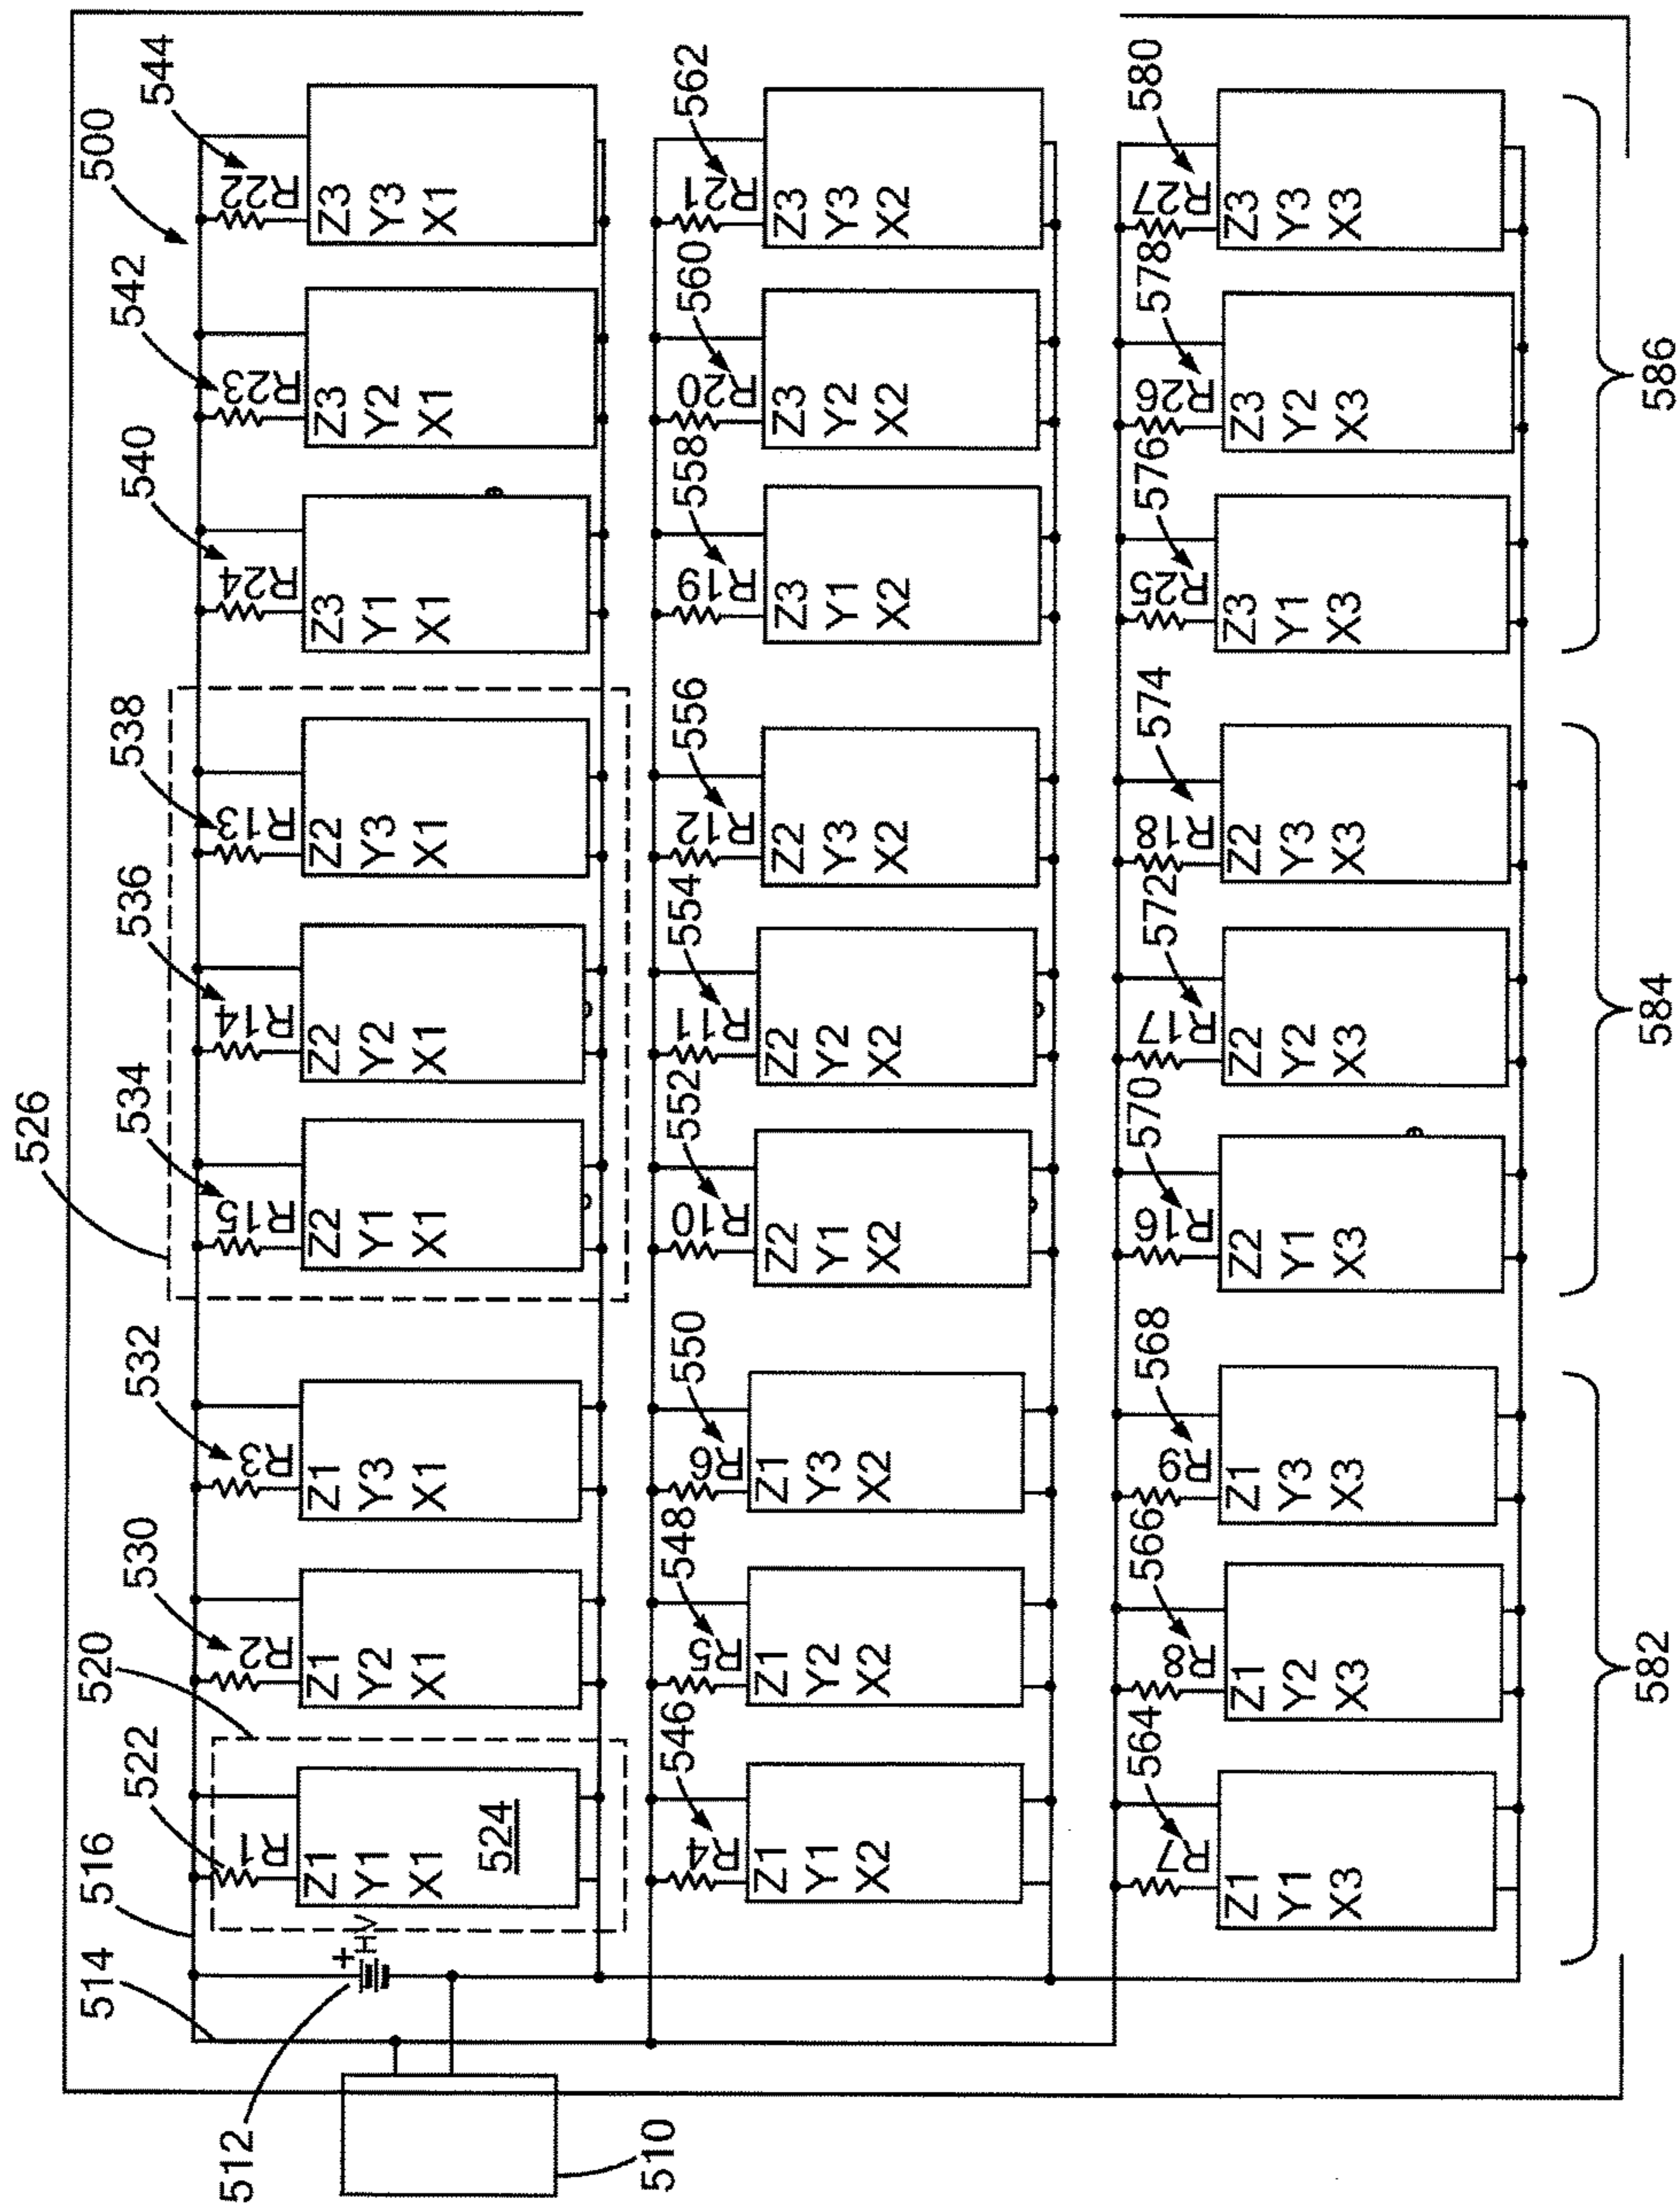 500
544
542
540
538
536
534
526
532
530
520
522
516
514
512
510
HV
+
R22
Z3
Y3
X1
R23
Z3
Y2
X1
R24
Z3
Y1
X1
R13
Z2
Y3
X1
R14
Z2
Y2
X1
R15
Z2
Y1
X1
R3
Z1
Y3
X1
R2
Z1
Y2
X1
R1
Z1
Y1
X1
524
562
R21
Z3
Y3
X2
560
R20
Z3
Y2
X2
558
R19
Z3
Y1
X2
556
R12
Z2
Y3
X2
554
R11
Z2
Y2
X2
552
R10
Z2
Y1
X2
550
R6
Z1
Y3
X2
548
R5
Z1
Y2
X2
546
R4
Z1
Y1
X2
580
R27
Z3
Y3
X3
578
R26
Z3
Y2
X3
576
R25
Z3
Y1
X3
574
R18
Z2
Y3
X3
572
R17
Z2
Y2
X3
570
R16
Z2
Y1
X3
568
R9
Z1
Y3
X3
566
R8
Z1
Y2
X3
564
R7
Z1
Y1
X3
586
584
582